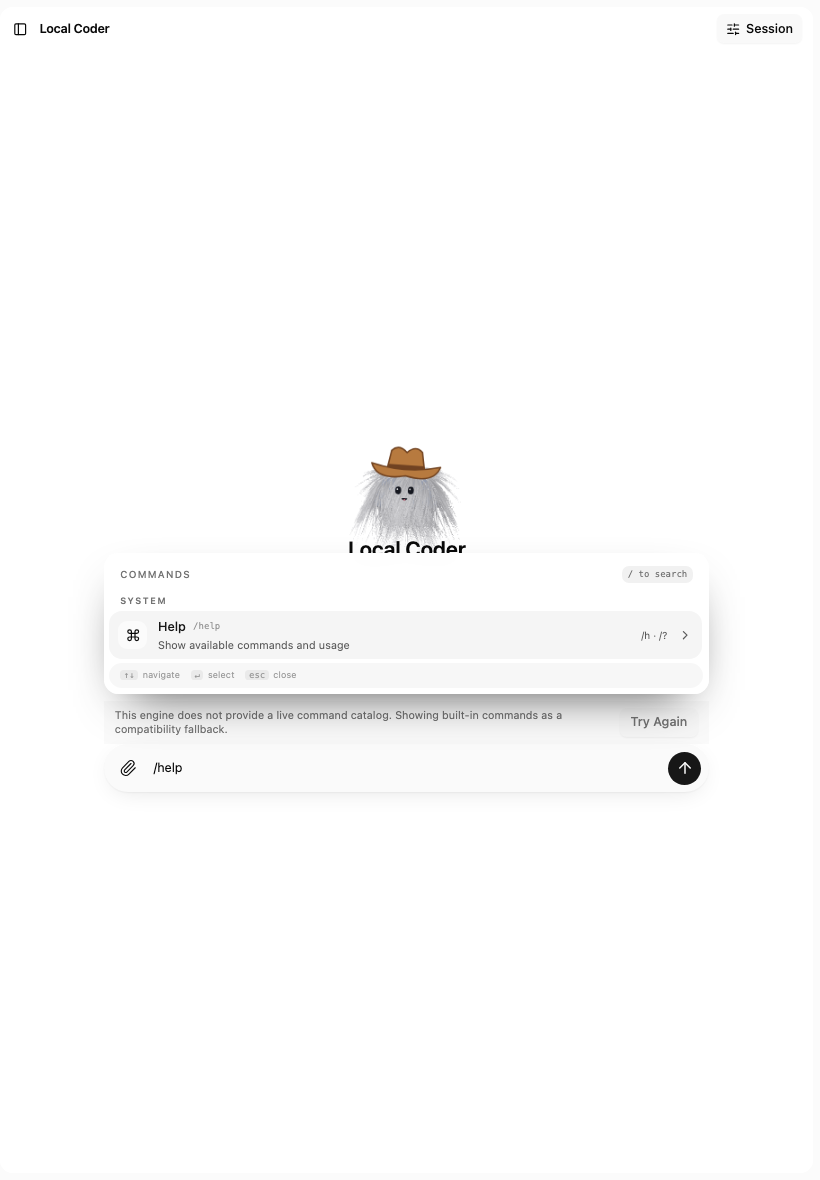 Local Coder
Session
Local Coder
COMMANDS
/ to search
SYSTEM
⌘ Help /help
Show available commands and usage
/h · /?
↑↓ navigate ↵ select esc close
This engine does not provide a live command catalog. Showing built-in commands as a
compatibility fallback.
Try Again
/help